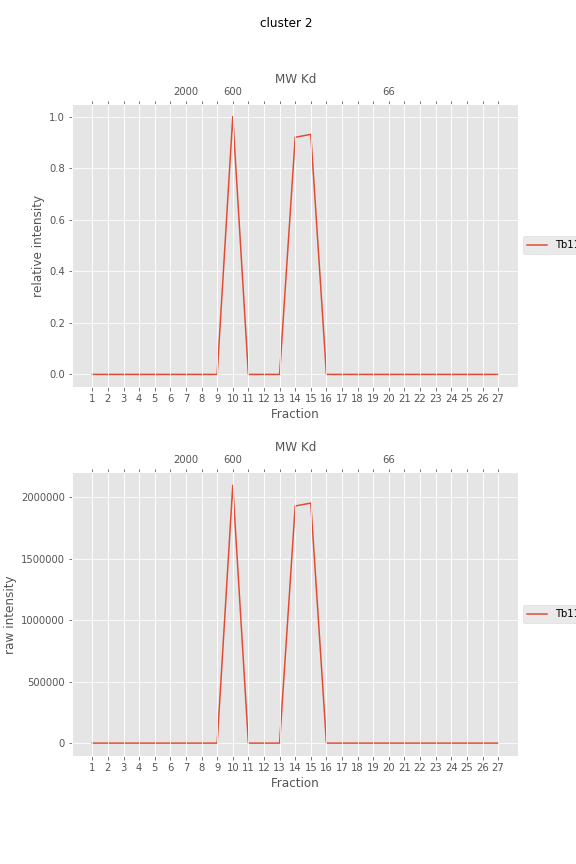 cluster 2
MW Kd
2000 600 66
1.0
0.8
0.6
0.4
0.2
0.0
relative intensity
1 2 3 4 5 6 7 8 9 10 11 12 13 14 15 16 17 18 19 20 21 22 23 24 25 26 27
Fraction
Tb11
MW Kd
2000 600 66
2000000
1500000
1000000
500000
0
raw intensity
1 2 3 4 5 6 7 8 9 10 11 12 13 14 15 16 17 18 19 20 21 22 23 24 25 26 27
Fraction
Tb11